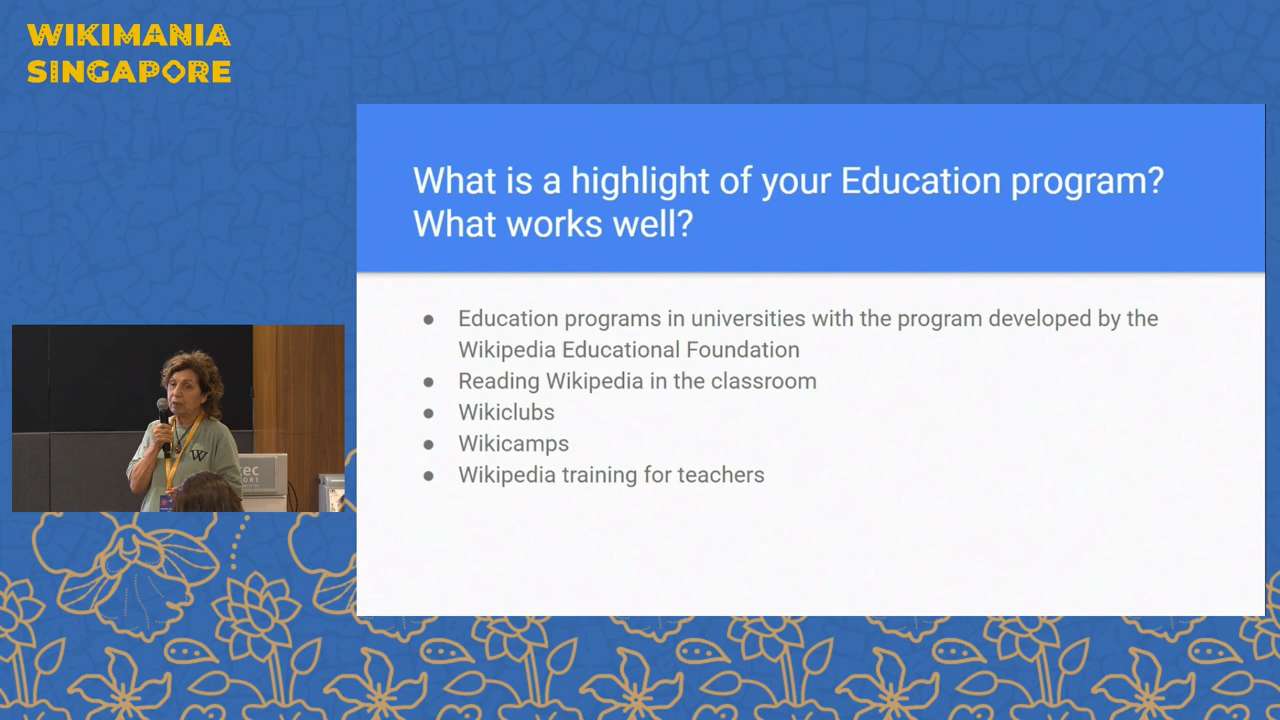 WIKIMANIA
SINGAPORE
What is a highlight of your Education program?
What works well?
● Education programs in universities with the program developed by the
Wikipedia Educational Foundation
● Reading Wikipedia in the classroom
● Wikiclubs
● Wikicamps
● Wikipedia training for teachers
W